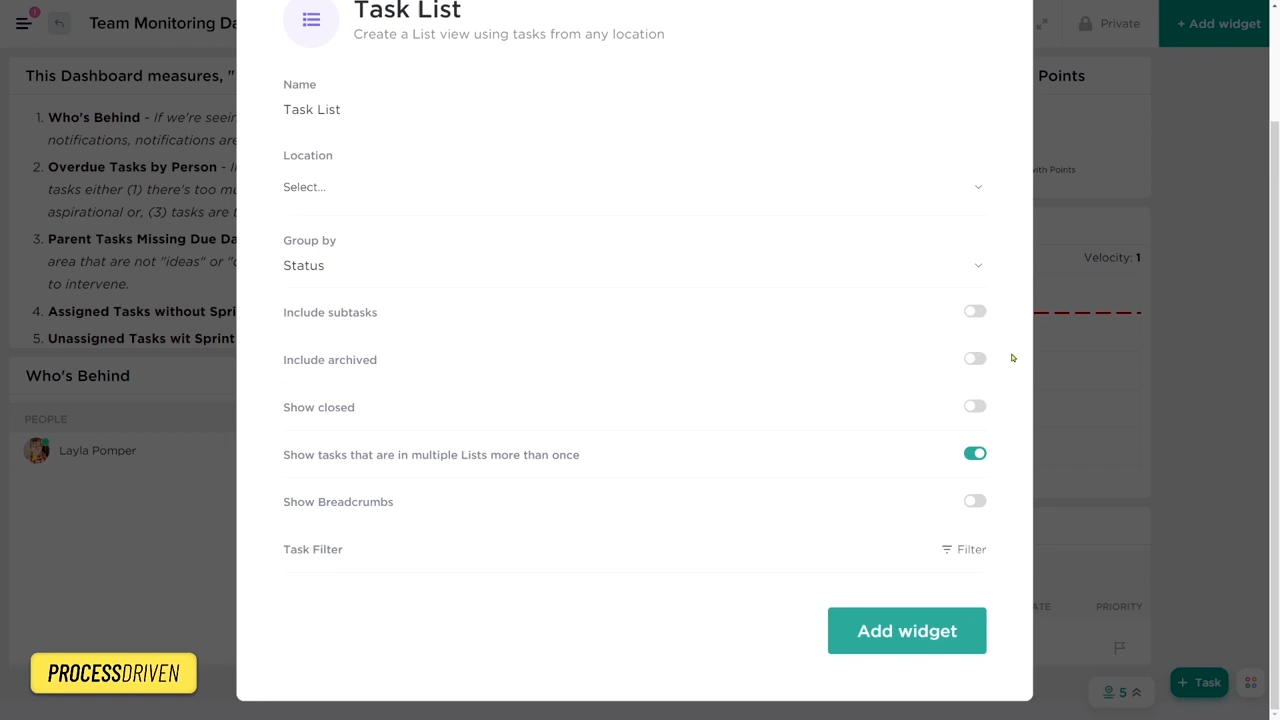 Team Monitoring Da
Private
+ Add widget
This Dashboard measures, "
1. Who's Behind - If we're seein
notifications, notifications are
2. Overdue Tasks by Person - I
tasks either (1) there's too mu
aspirational or, (3) tasks are t
3. Parent Tasks Missing Due Da
area that are not "ideas" or "c
to intervene.
4. Assigned Tasks without Spri
5. Unassigned Tasks wit Sprint
Who's Behind
PEOPLE
Layla Pomper
Task List
Create a List view using tasks from any location
Name
Task List
Location
Select...
Group by
Status
Include subtasks
Include archived
Show closed
Show tasks that are in multiple Lists more than once
Show Breadcrumbs
Task Filter
Filter
Add widget
Points
with Points
Velocity: 1
ATE
PRIORITY
5
+ Task
PROCESSDRIVEN